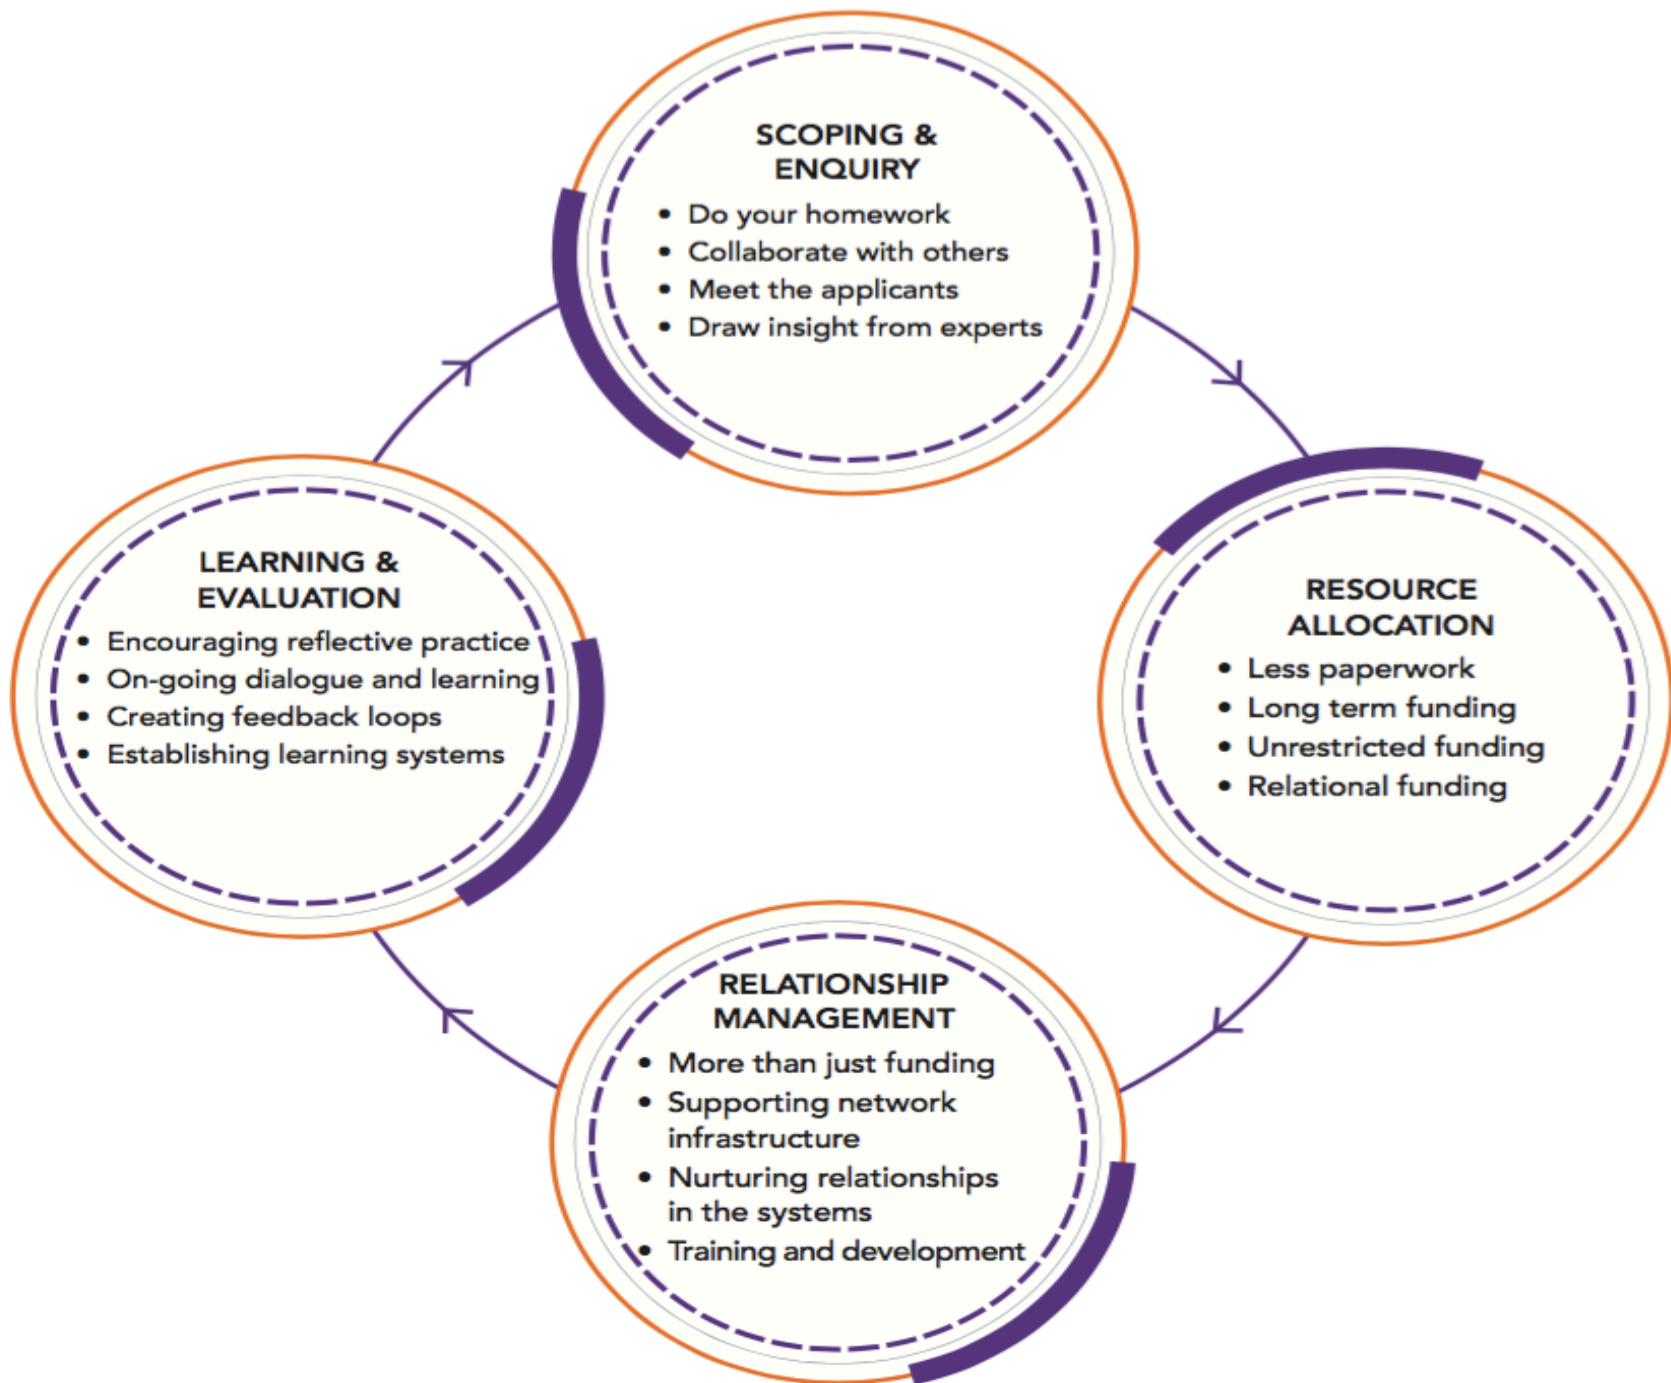 SCOPING &
ENQUIRY
• Do your homework
• Collaborate with others
• Meet the applicants
• Draw insight from experts
RESOURCE
ALLOCATION
• Less paperwork
• Long term funding
• Unrestricted funding
• Relational funding
RELATIONSHIP
MANAGEMENT
• More than just funding
• Supporting network
infrastructure
• Nurturing relationships
in the systems
• Training and development
LEARNING &
EVALUATION
• Encouraging reflective practice
• On-going dialogue and learning
• Creating feedback loops
• Establishing learning systems